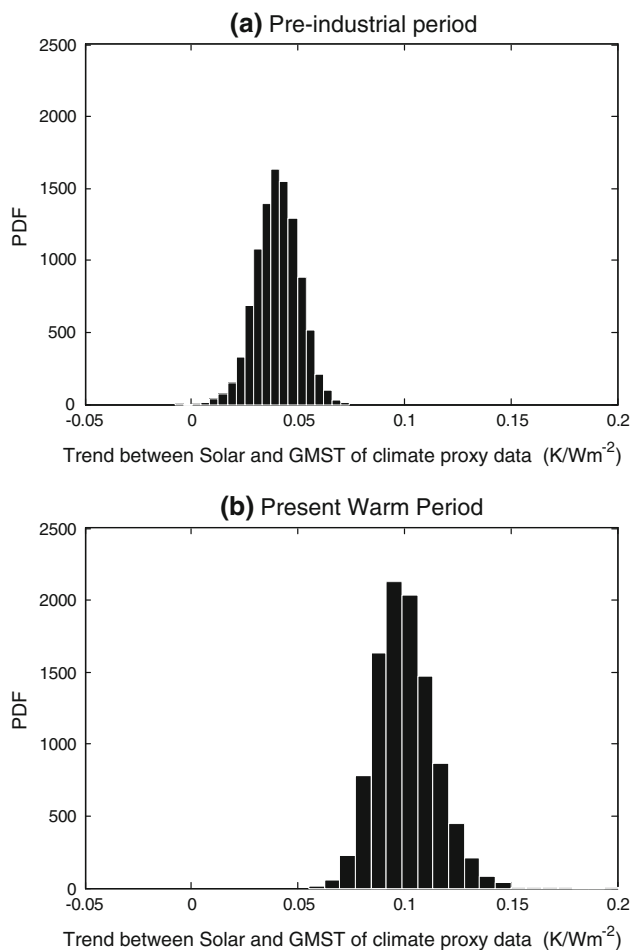 (a) Pre-industrial period
2500
2000
1500
1000
500
0
PDF
-0.05 0 0.05 0.1 0.15 0.2
Trend between Solar and GMST of climate proxy data (K/Wm-2)
(b) Present Warm Period
2500
2000
1500
1000
500
0
PDF
-0.05 0 0.05 0.1 0.15 0.2
Trend between Solar and GMST of climate proxy data (K/Wm-2)